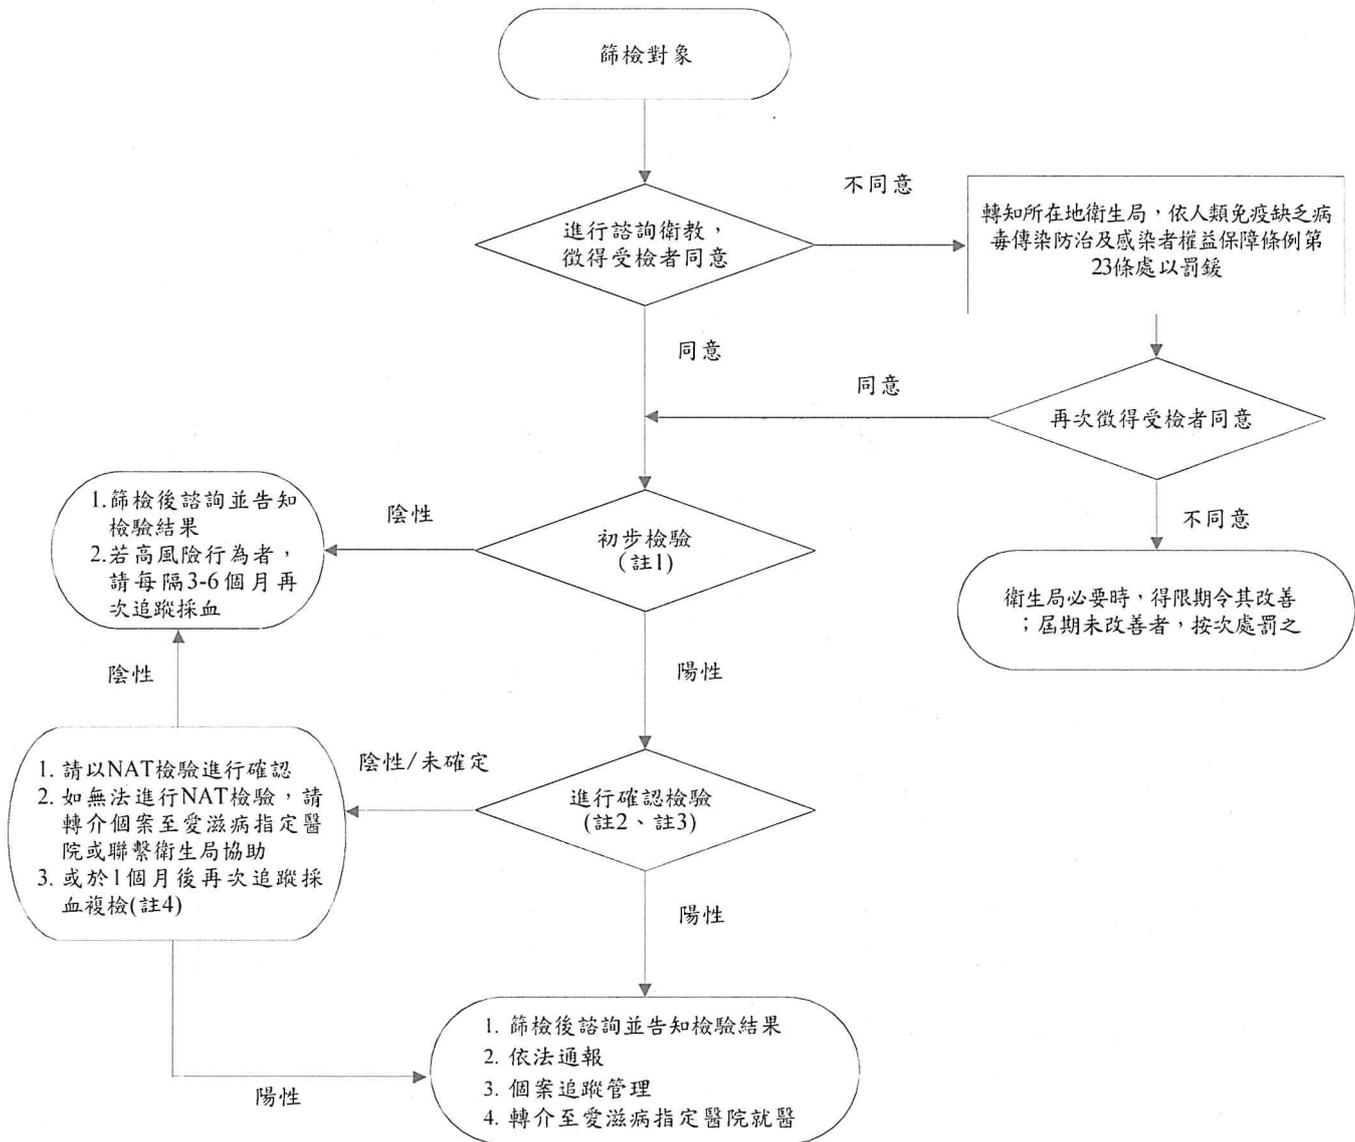 篩檢對象
不同意
進行諮詢衛教，
徵得受檢者同意
轉知所在地衛生局，依人類免疫缺乏病
毒傳染防治及感染者權益保障條例第
23條處以罰鍰
同意
同意
再次徵得受檢者同意
不同意
1.篩檢後諮詢並告知
檢驗結果
2.若高風險行為者，
請每隔3-6個月再
次追蹤採血
陰性
初步檢驗
(註1)
衛生局必要時，得限期令其改善
；屆期未改善者，按次處罰之
陰性
陽性
1. 請以NAT檢驗進行確認
2. 如無法進行NAT檢驗，請
轉介個案至愛滋病指定醫
院或聯繫衛生局協助
3. 或於1個月後再次追蹤採
血複檢(註4)
陰性/未確定
進行確認檢驗
(註2、註3)
陽性
1. 篩檢後諮詢並告知檢驗結果
2. 依法通報
3. 個案追蹤管理
4. 轉介至愛滋病指定醫院就醫
陽性